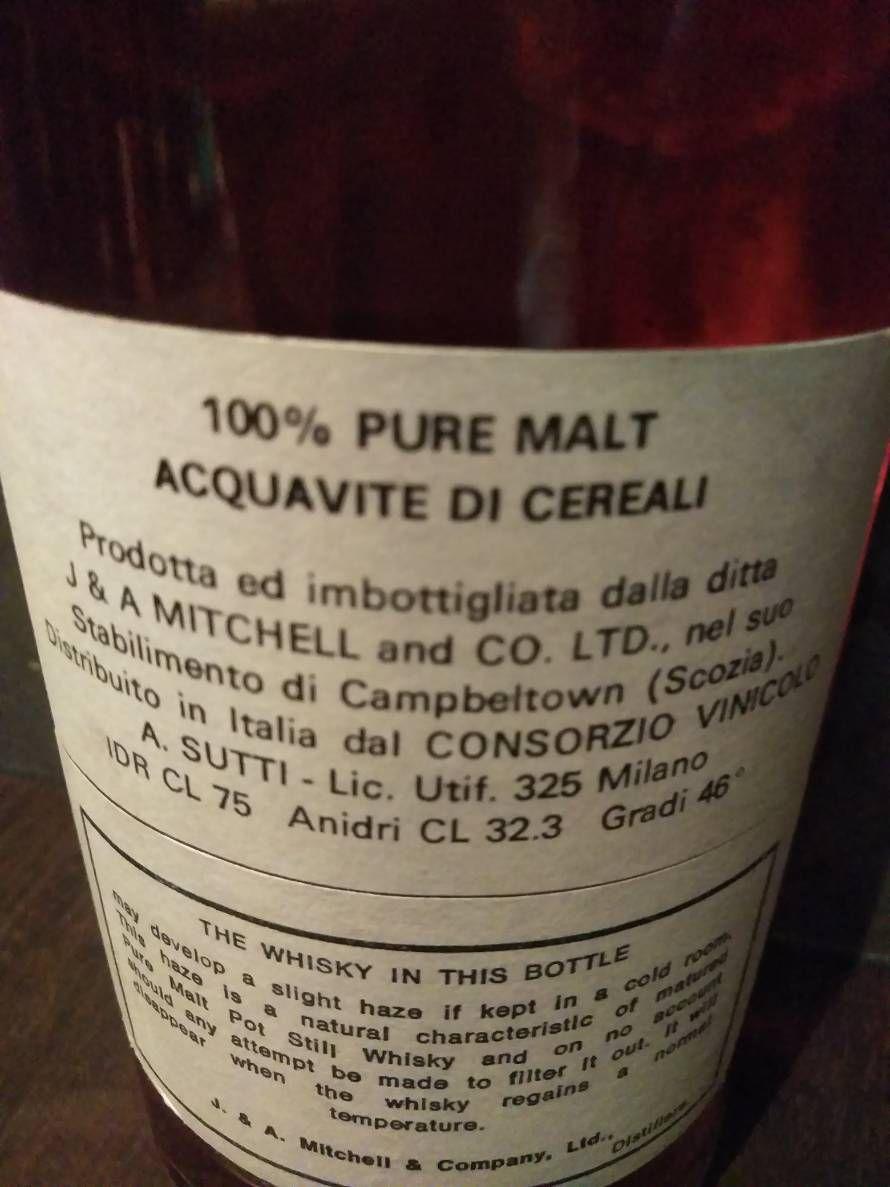 100% PURE MALT
ACQUAVITE DI CEREALI
Prodotta ed imbottigliata dalla ditta
J & A MITCHELL and CO. LTD., nel suo
Stabilimento di Campbeltown (Scozia).
Distribuito in Italia dal CONSORZIO VINICOLO
A. SUTTI - Lic. Utif. 325 Milano
IDR CL 75 Anidri CL 32.3 Gradi 46°
THE WHISKY IN THIS BOTTLE
may develop a slight haze if kept in a cold room.
This haze is a natural characteristic of matured
Pure Malt Pot Still Whisky and on no account
should any attempt be made to filter it out. It will
disappear when the whisky regains a normal
temperature.
J. & A. Mitchell & Company, Ltd., Distillers.